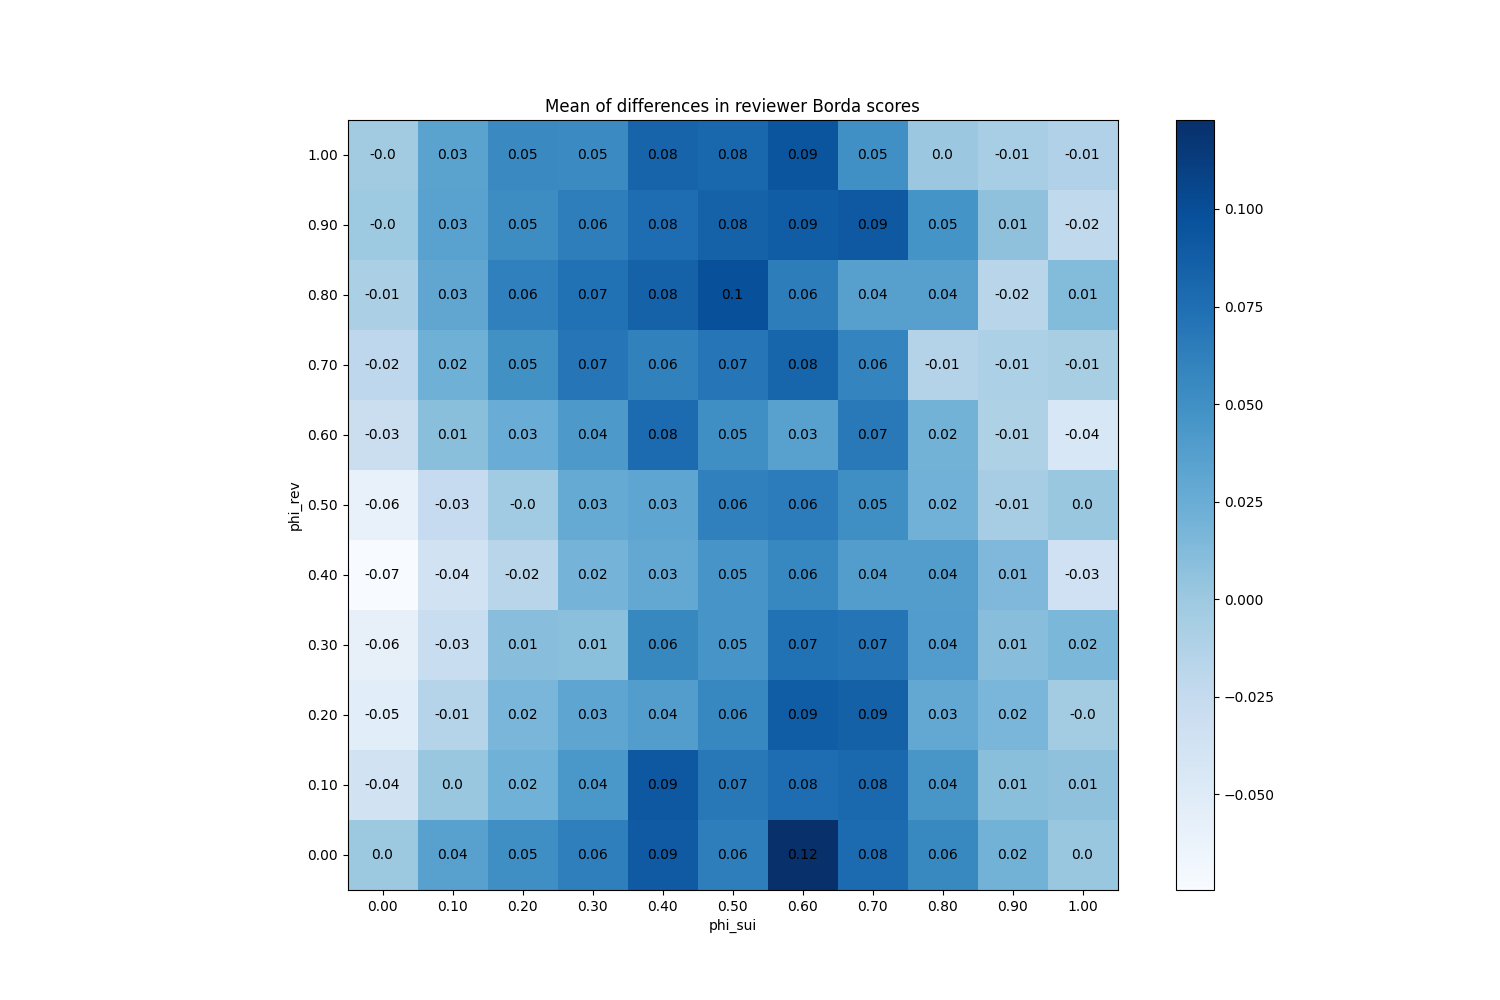 Mean of differences in reviewer Borda scores
1.00 -0.0 0.03 0.05 0.05 0.08 0.08 0.09 0.05 0.0 -0.01 -0.01
0.90 -0.0 0.03 0.05 0.06 0.08 0.08 0.09 0.09 0.05 0.01 -0.02
0.80 -0.01 0.03 0.06 0.07 0.08 0.1 0.06 0.04 0.04 -0.02 0.01
0.70 -0.02 0.02 0.05 0.07 0.06 0.07 0.08 0.06 -0.01 -0.01 -0.01
0.60 -0.03 0.01 0.03 0.04 0.08 0.05 0.03 0.07 0.02 -0.01 -0.04
0.50 -0.06 -0.03 -0.0 0.03 0.03 0.06 0.06 0.05 0.02 -0.01 0.0
0.40 -0.07 -0.04 -0.02 0.02 0.03 0.05 0.06 0.04 0.04 0.01 -0.03
0.30 -0.06 -0.03 0.01 0.01 0.06 0.05 0.07 0.07 0.04 0.01 0.02
0.20 -0.05 -0.01 0.02 0.03 0.04 0.06 0.09 0.09 0.03 0.02 -0.0
0.10 -0.04 0.0 0.02 0.04 0.09 0.07 0.08 0.08 0.04 0.01 0.01
0.00 0.0 0.04 0.05 0.06 0.09 0.06 0.12 0.08 0.06 0.02 0.0
0.00 0.10 0.20 0.30 0.40 0.50 0.60 0.70 0.80 0.90 1.00
phi_sui
phi_rev
0.100
0.075
0.050
0.025
0.000
−0.025
−0.050